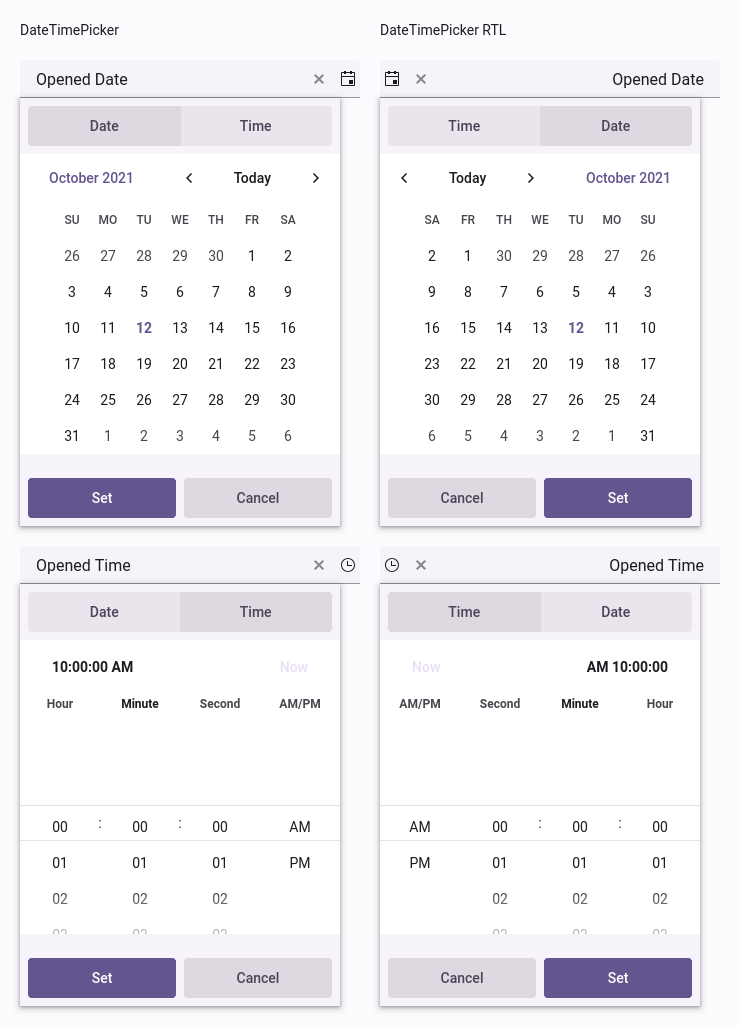 DateTimePicker
Opened Date
Date Time
October 2021 Today
SU MO TU WE TH FR SA
26 27 28 29 30 1 2
3 4 5 6 7 8 9
10 11 12 13 14 15 16
17 18 19 20 21 22 23
24 25 26 27 28 29 30
31 1 2 3 4 5 6
Set Cancel
Opened Time
Date Time
10:00:00 AM Now
Hour Minute Second AM/PM
00 : 00 : 00 AM
01 01 01 PM
02 02 02
Set Cancel
DateTimePicker RTL
Opened Date
Time Date
Today October 2021
SA FR TH WE TU MO SU
2 1 30 29 28 27 26
9 8 7 6 5 4 3
16 15 14 13 12 11 10
23 22 21 20 19 18 17
30 29 28 27 26 25 24
6 5 4 3 2 1 31
Cancel Set
Opened Time
Time Date
Now AM 10:00:00
AM/PM Second Minute Hour
AM 00 : 00 : 00
PM 01 01 01
02 02 02
Cancel Set